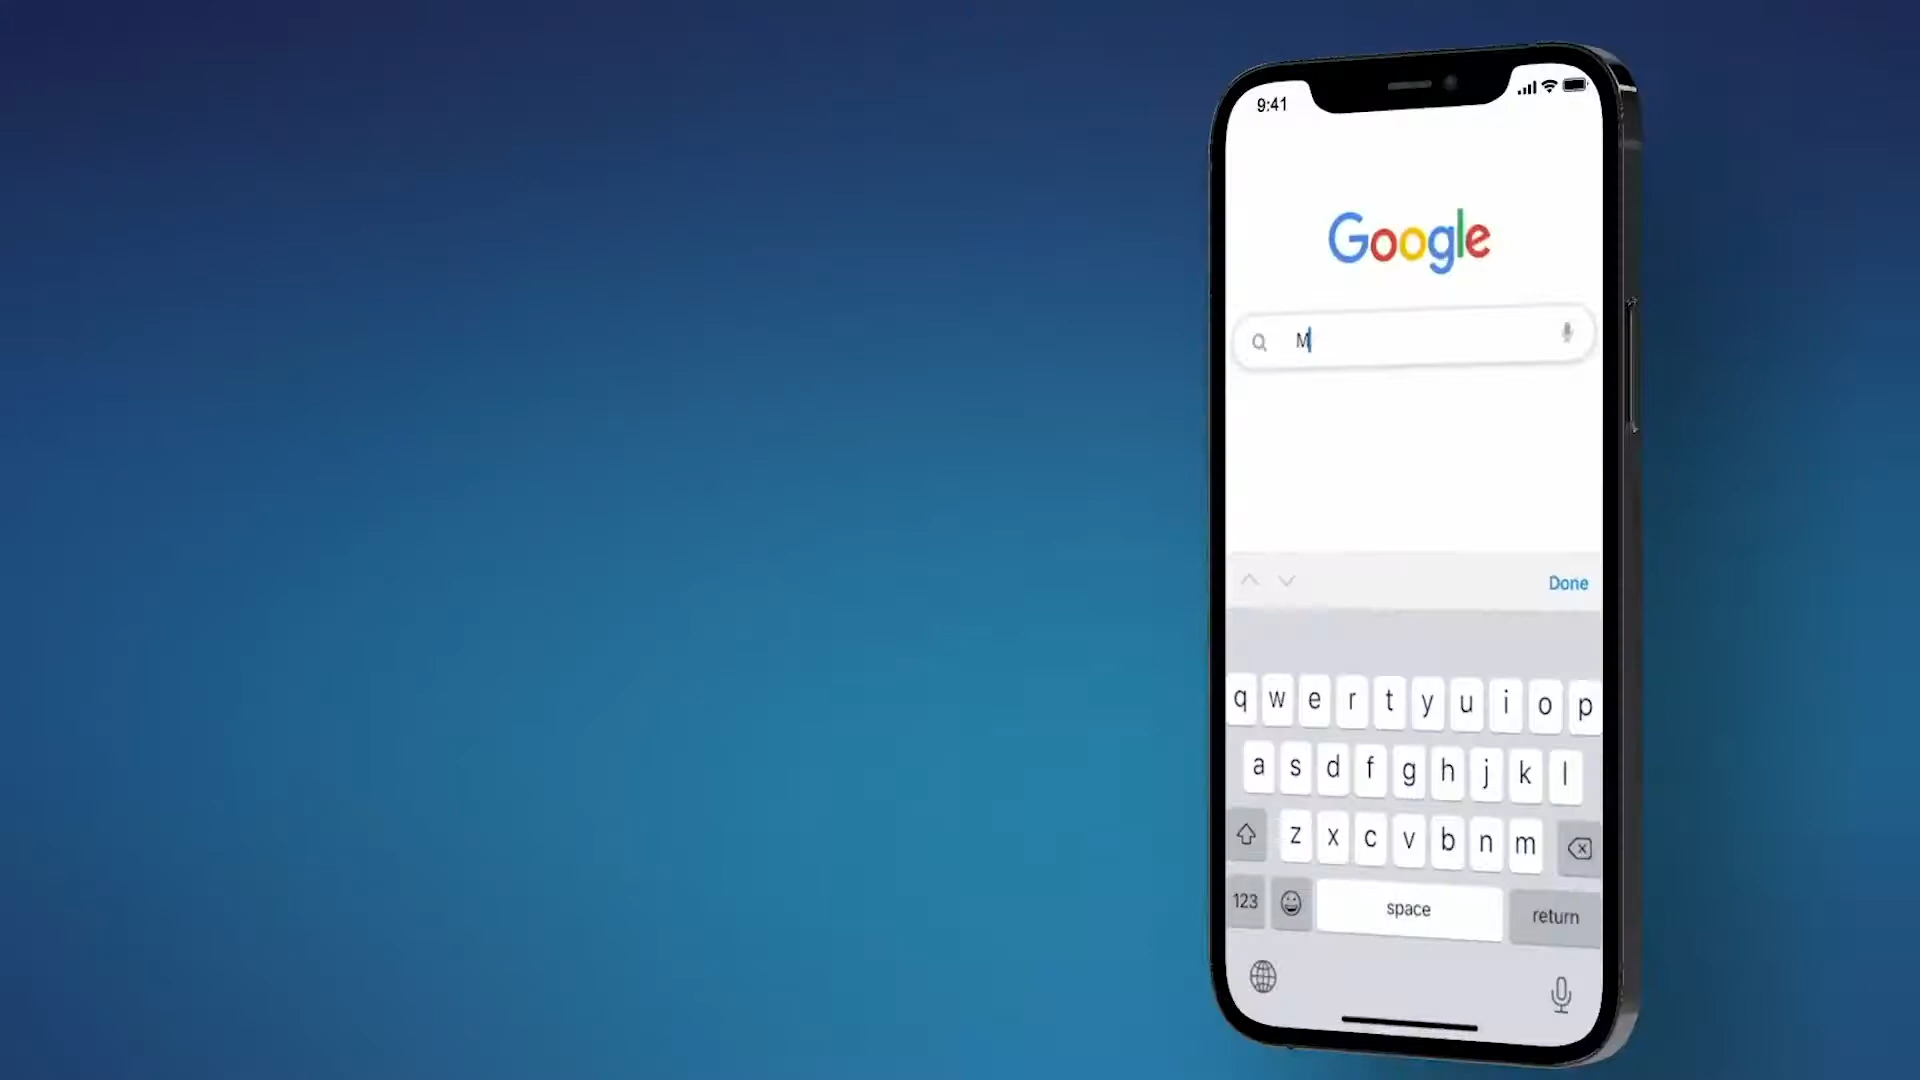 9:41
Google
M
Done
q w e r t y u i o p
a s d f g h j k l
z x c v b n m
123 space return